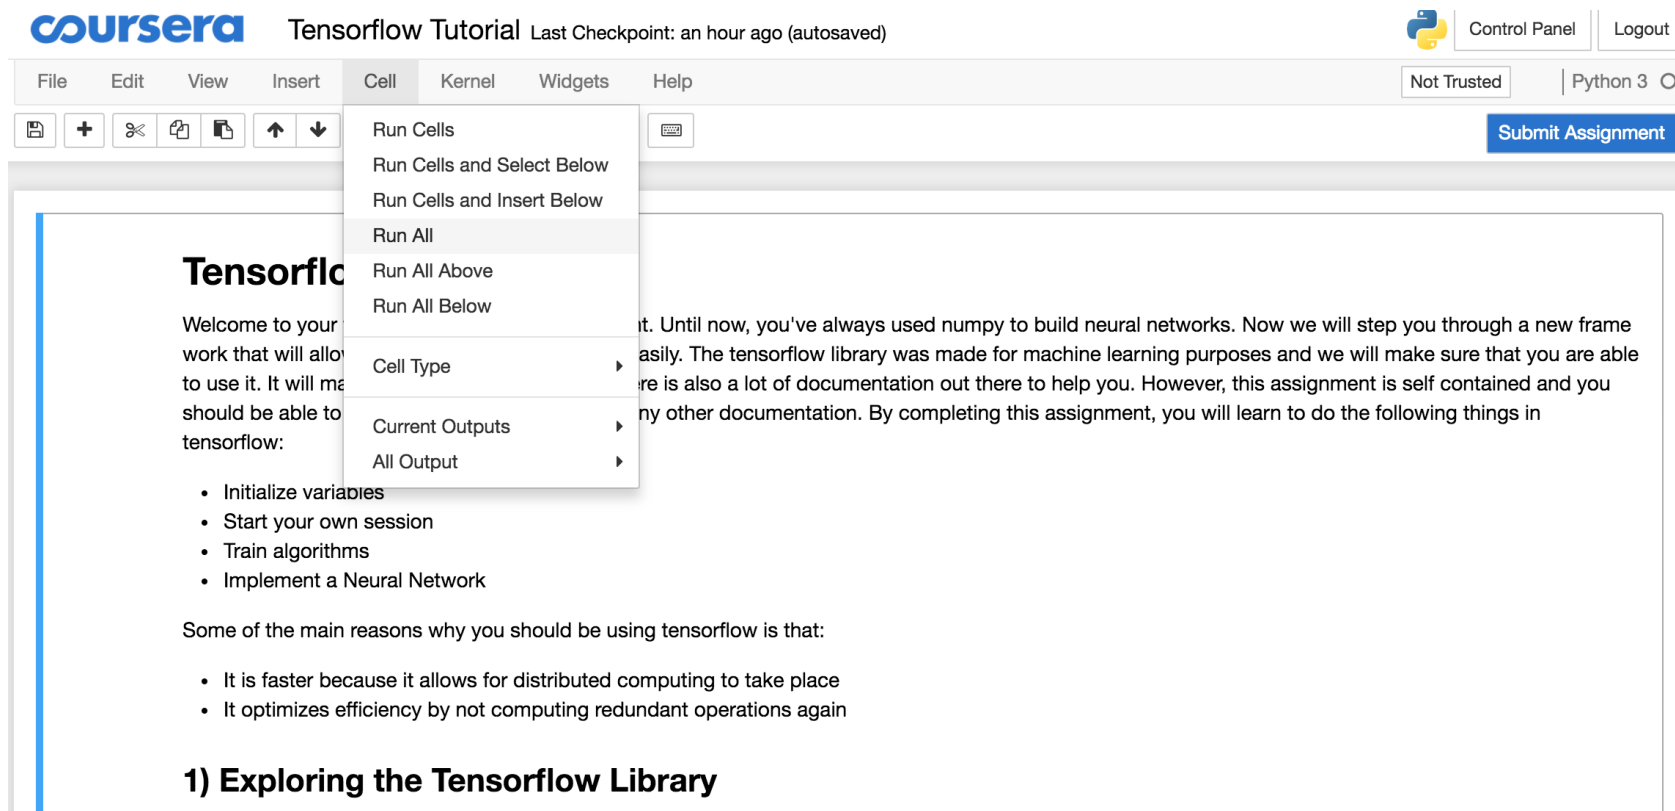 coursera Tensorflow Tutorial Last Checkpoint: an hour ago (autosaved) Control Panel Logout
File Edit View Insert Cell Kernel Widgets Help Not Trusted Python 3
Submit Assignment
Run Cells
Run Cells and Select Below
Run Cells and Insert Below
Run All
Run All Above
Run All Below
Cell Type
Current Outputs
All Output
Welcome to your . Until now, you've always used numpy to build neural networks. Now we will step you through a new frame
work that will . The tensorflow library was made for machine learning purposes and we will make sure that you are able
to use it. It will is also a lot of documentation out there to help you. However, this assignment is self contained and you
should be able to other documentation. By completing this assignment, you will learn to do the following things in
tensorflow:
• Initialize variables
• Start your own session
• Train algorithms
• Implement a Neural Network
Some of the main reasons why you should be using tensorflow is that:
• It is faster because it allows for distributed computing to take place
• It optimizes efficiency by not computing redundant operations again
1) Exploring the Tensorflow Library